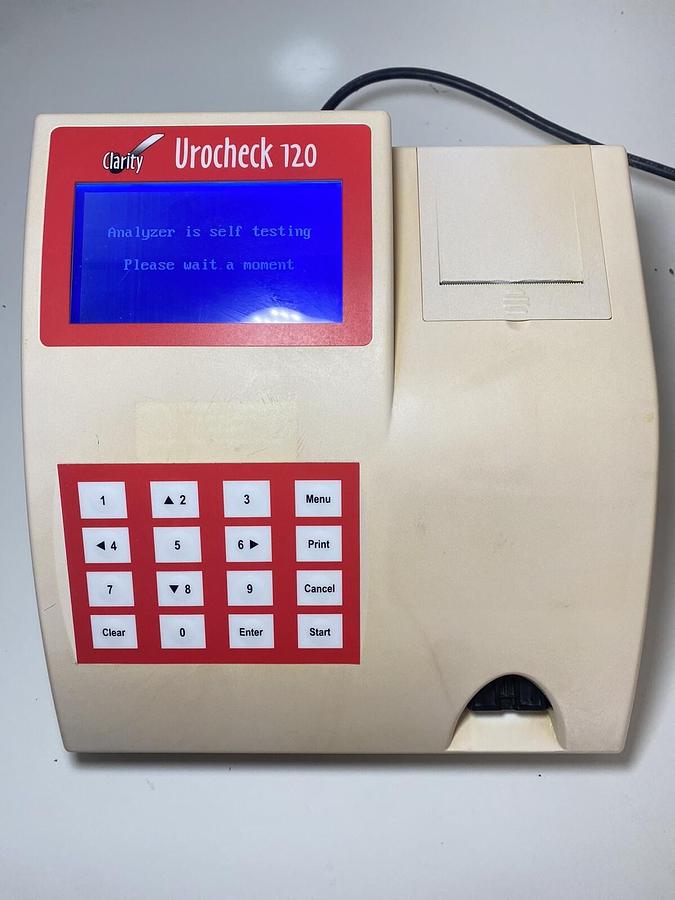 Clarity Urocheck 120
Analyzer is self testing
Please wait a moment
1 ▲ 2 3 Menu
◀ 4 5 6 ▶ Print
7 ▼ 8 9 Cancel
Clear 0 Enter Start